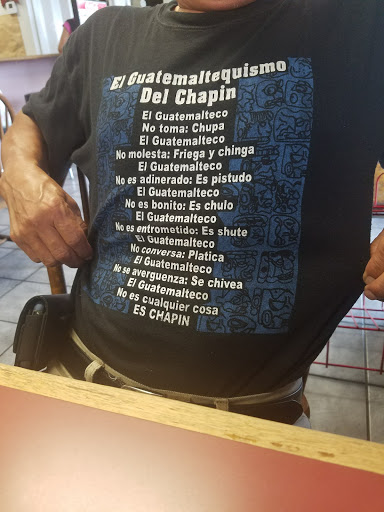 El Guatemaltequismo
Del Chapin
El Guatemalteco
No toma: Chupa
El Guatemalteco
No molesta: Friega y chinga
El Guatemalteco
No es adinerado: Es pistudo
El Guatemalteco
No es bonito: Es chulo
El Guatemalteco
No es entrometido: Es shute
El Guatemalteco
No conversa: Platica
El Guatemalteco
No se averguenza: Se chivea
El Guatemalteco
No es cualquier cosa
ES CHAPIN